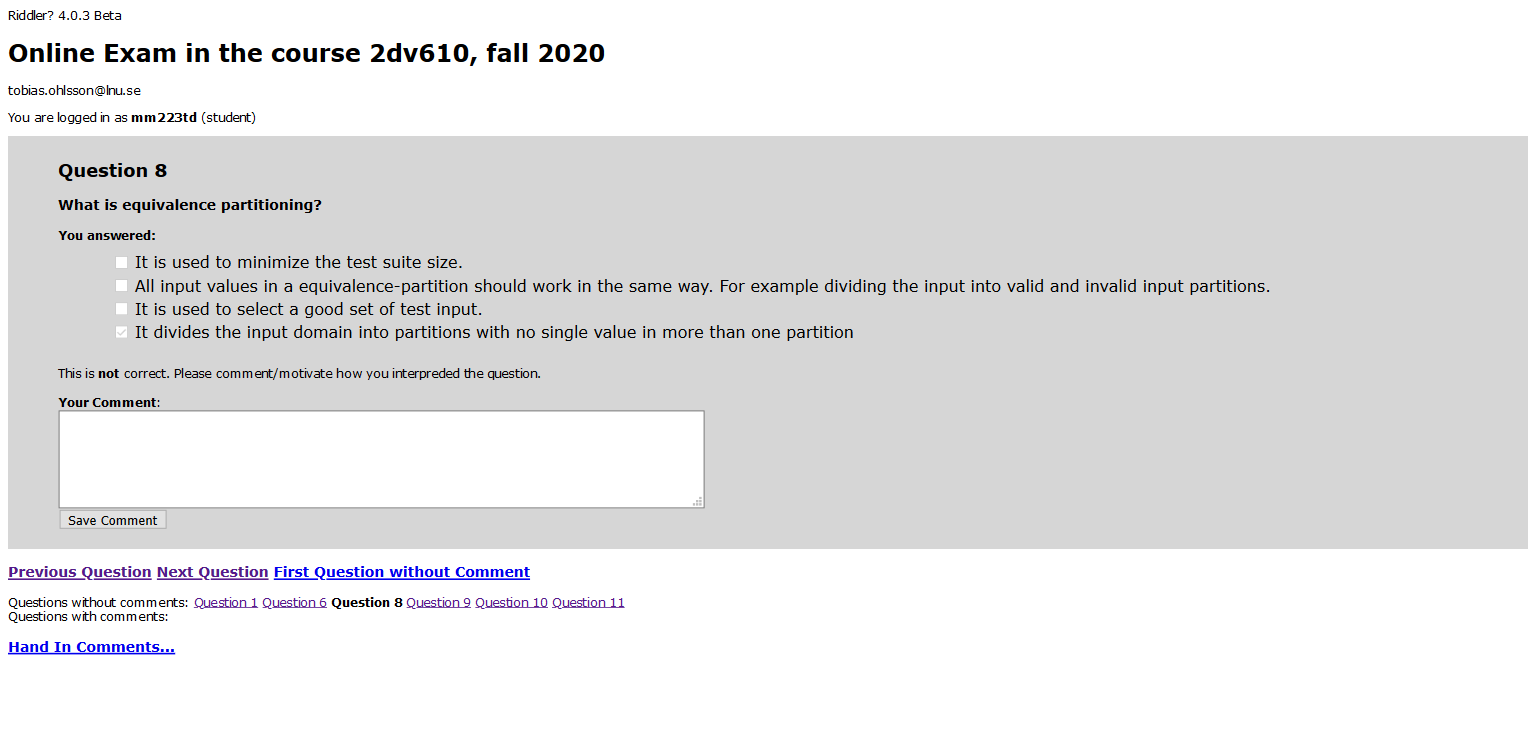 Riddler? 4.0.3 Beta
Online Exam in the course 2dv610, fall 2020
tobias.ohlsson@lnu.se
You are logged in as mm223td (student)
Question 8
What is equivalence partitioning?
You answered:
It is used to minimize the test suite size.
All input values in a equivalence-partition should work in the same way. For example dividing the input into valid and invalid input partitions.
It is used to select a good set of test input.
It divides the input domain into partitions with no single value in more than one partition
This is not correct. Please comment/motivate how you interpreded the question.
Your Comment:
Save Comment
Previous Question Next Question First Question without Comment
Questions without comments: Question 1 Question 6 Question 8 Question 9 Question 10 Question 11
Questions with comments:
Hand In Comments...